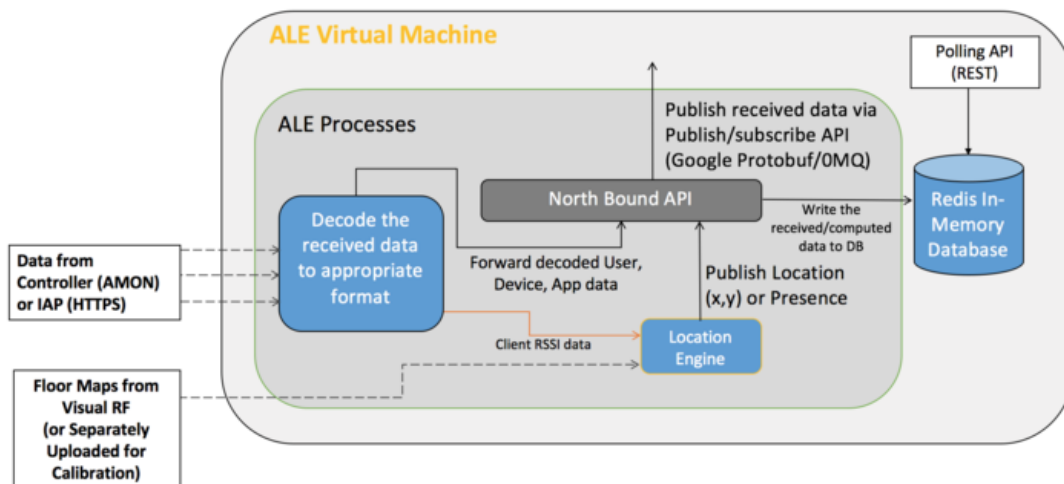 ALE Virtual Machine
Polling API
(REST)
Publish received data via
Publish/subscribe API
(Google Protobuf/0MQ)
ALE Processes
North Bound API
Decode the
received data
to appropriate
format
Write the
received/computed
data to DB
Redis In-
Memory
Database
Data from
Controller (AMON)
or IAP (HTTPS)
Forward decoded User,
Device, App data
Publish Location
(x,y) or Presence
Client RSSI data
Location
Engine
Floor Maps from
Visual RF
(or Separately
Uploaded for
Calibration)